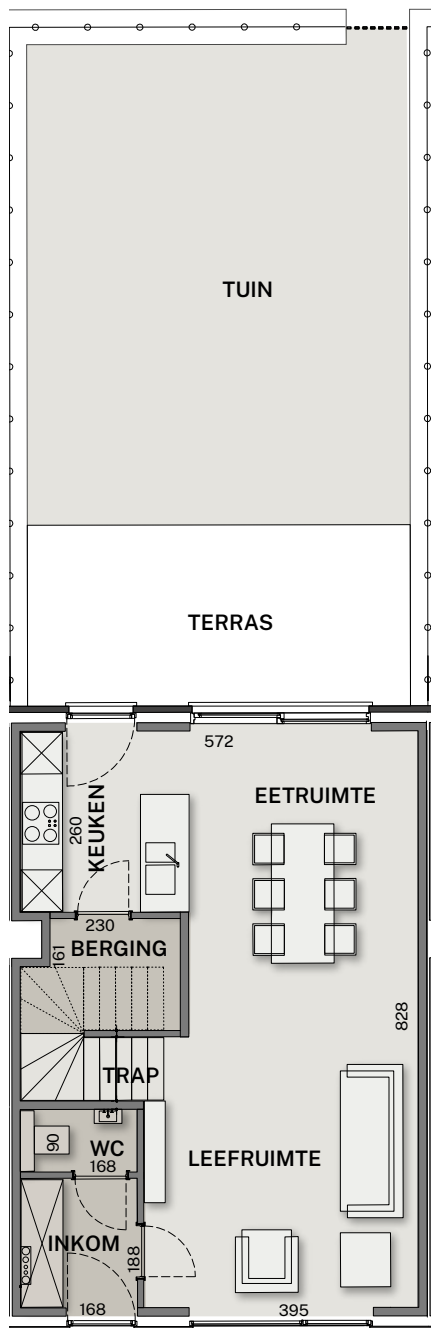 TUIN
TERRAS
572
EETRUIMTE
260
KEUKEN
230
BERGING
161
828
TRAP
90
WC
168
LEEFRUIMTE
INKOM
188
168
395